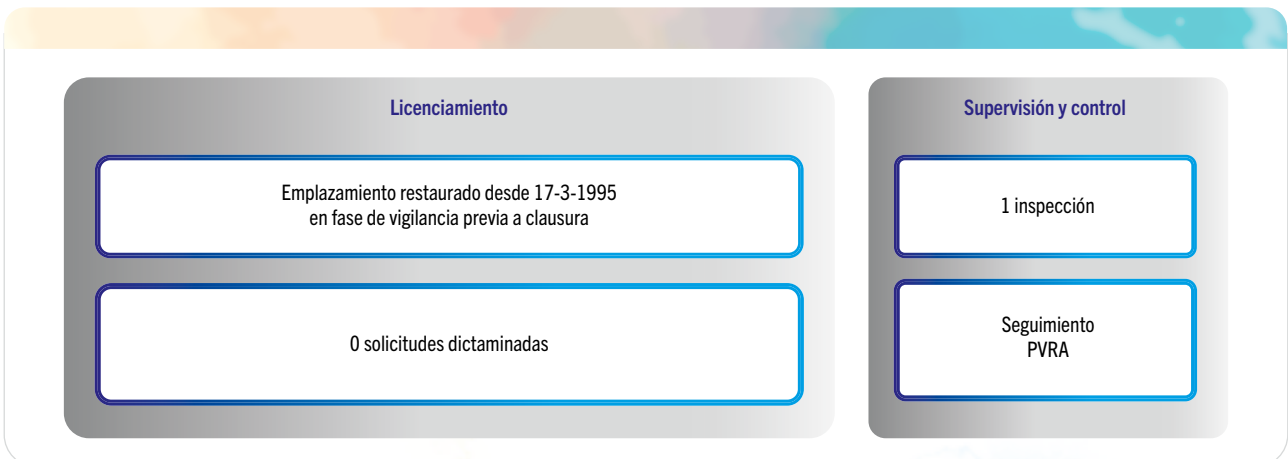 Licenciamiento
Emplazamiento restaurado desde 17-3-1995
en fase de vigilancia previa a clausura
0 solicitudes dictaminadas
Supervisión y control
1 inspección
Seguimiento
PVRA